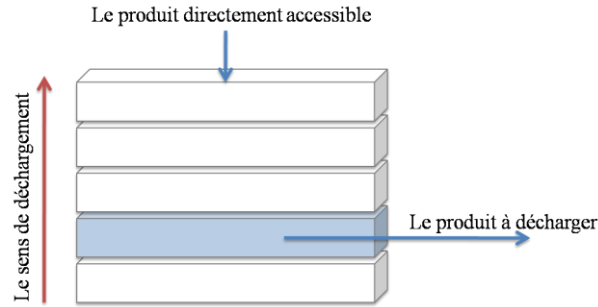 Le produit directement accessible
Le sens de déchargement
Le produit à décharger